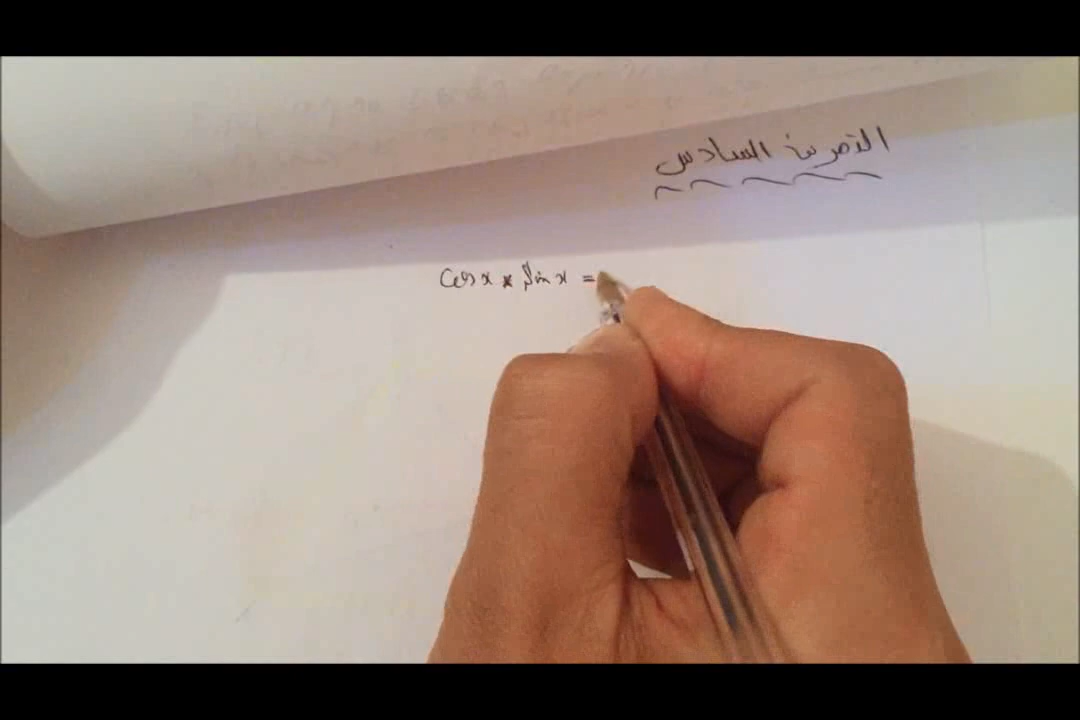 التمرين السادس
Cos x * Sin x =